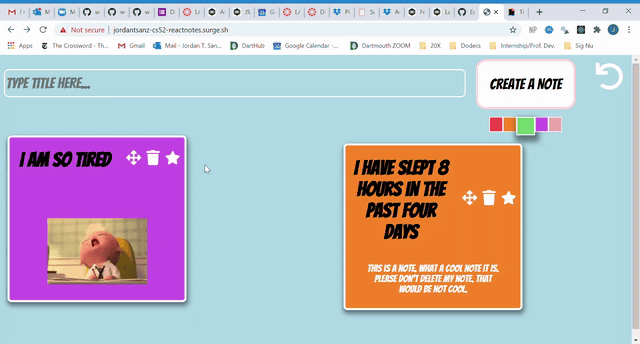 Not secure | jordantsanz-cs52-reactnotes.surge.sh
NP
J
The Crossword - Th...
Gmail
Mail - Jordan T. San...
DartHub
Google Calendar -...
Dartmouth ZOOM
20X
Dodecs
Internship/Prof. Dev.
Sig Nu
TYPE TITLE HERE...
CREATE A NOTE
I AM SO TIRED
I HAVE SLEPT 8
HOURS IN THE
PAST FOUR
DAYS
THIS IS A NOTE. WHAT A COOL NOTE IT IS.
PLEASE DON'T DELETE MY NOTE, THAT
WOULD BE NOT COOL.